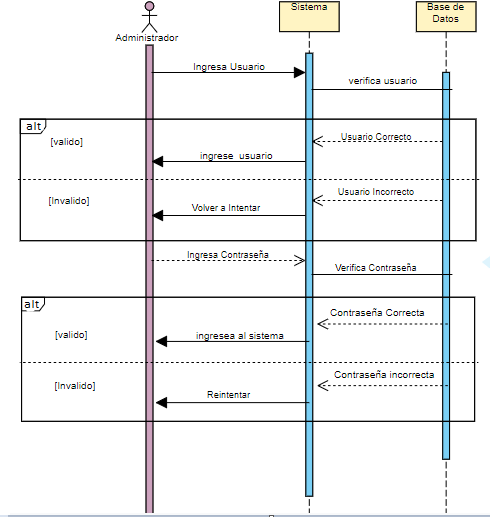 Sistema
Base de
Datos
Administrador
Ingresa Usuario
verifica usuario
alt
Usuario Correcto
[valido]
ingrese usuario
Usuario Incorrecto
[Invalido]
Volver a Intentar
Ingresa Contraseña
Verifica Contraseña
alt
Contraseña Correcta
[valido]
ingresea al sistema
Contraseña incorrecta
[Invalido]
Reintentar